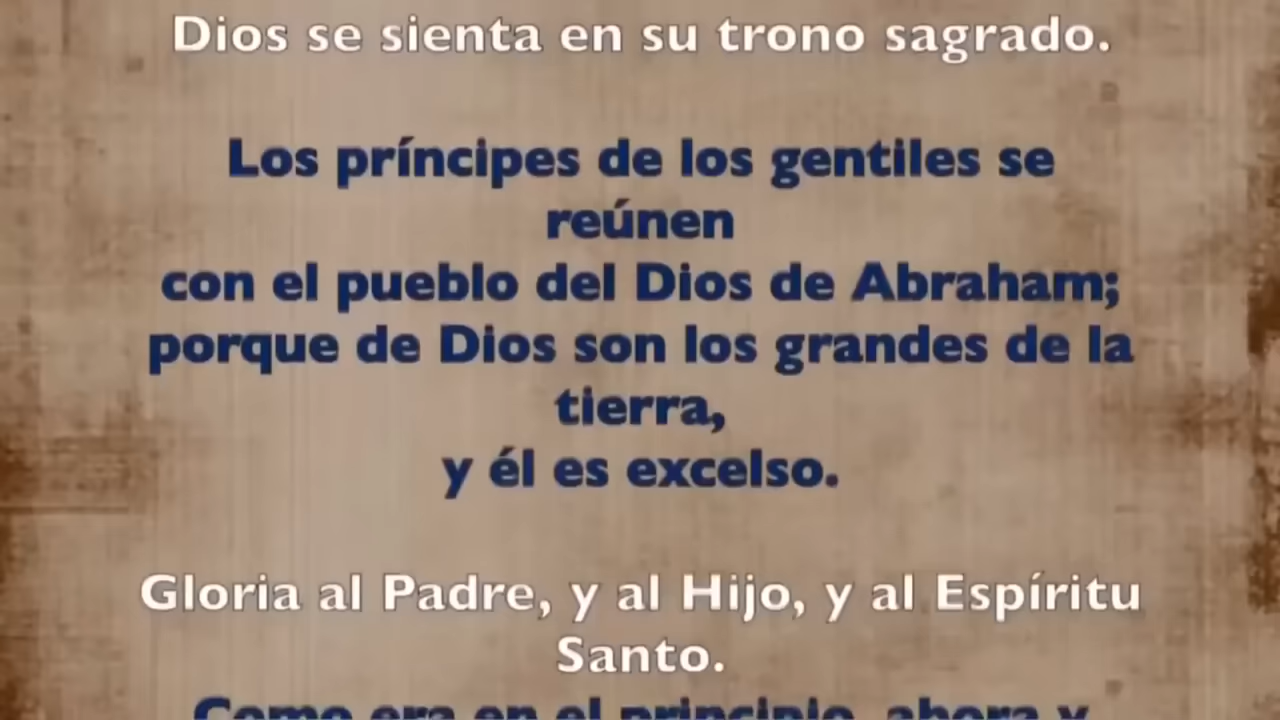 Dios se sienta en su trono sagrado.
Los príncipes de los gentiles se
reúnen
con el pueblo del Dios de Abraham;
porque de Dios son los grandes de la
tierra,
y él es excelso.
Gloria al Padre, y al Hijo, y al Espíritu
Santo.
Como era en el principio, ahora y